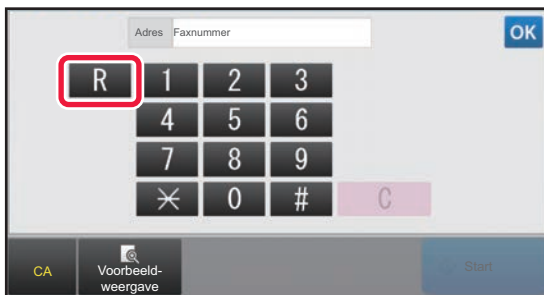 Adres Faxnummer OK
R 1 2 3
4 5 6
7 8 9
* 0 # C
CA Voorbeeld- Start
weergave